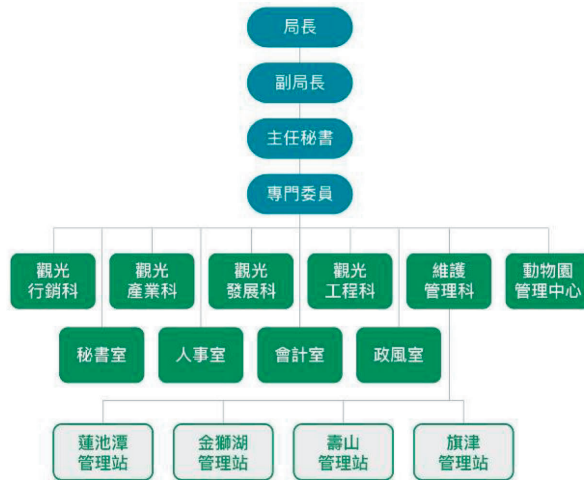 局長
副局長
主任秘書
專門委員
觀光
行銷科
觀光
產業科
觀光
發展科
觀光
工程科
維護
管理科
動物園
管理中心
秘書室
人事室
會計室
政風室
蓮池潭
管理站
金獅湖
管理站
壽山
管理站
旗津
管理站